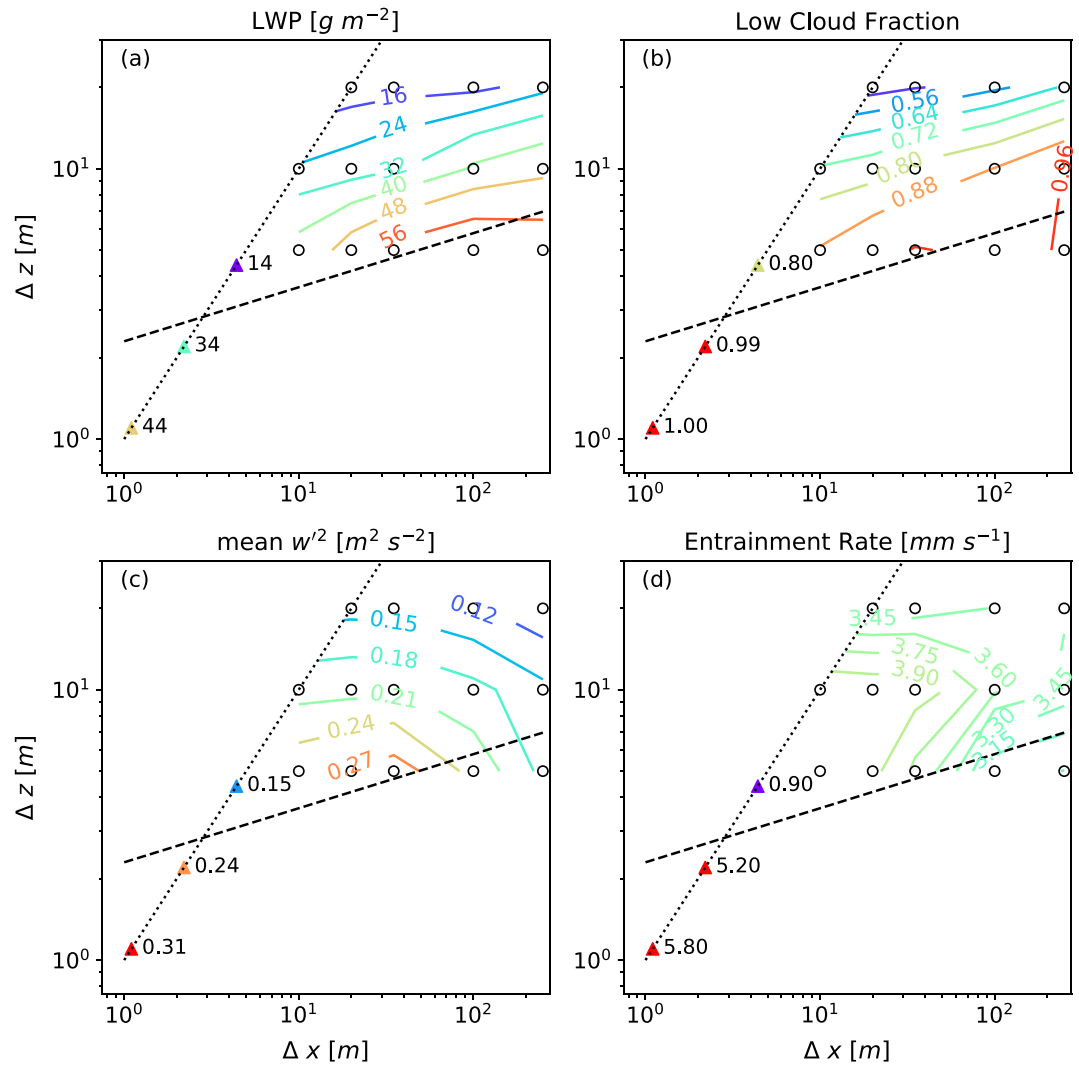 LWP [g m⁻²]
(a)
16
24
32
40
48
56
14
34
44
10¹
10⁰
Δ z [m]
10⁰ 10¹ 10²
Low Cloud Fraction
(b)
0.56
0.64
0.72
0.80
0.88
0.96
0.80
0.99
1.00
10¹
10⁰
10⁰ 10¹ 10²
mean w′² [m² s⁻²]
(c)
0.12
0.15
0.18
0.21
0.24
0.27
0.15
0.24
0.31
10¹
10⁰
Δ z [m]
10⁰ 10¹ 10²
Δ x [m]
Entrainment Rate [mm s⁻¹]
(d)
3.45
3.75
3.90
3.60
3.45
3.30
3.15
0.90
5.20
5.80
10¹
10⁰
10⁰ 10¹ 10²
Δ x [m]